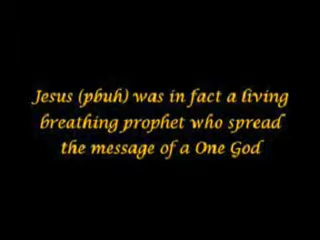 Jesus (pbuh) was in fact a living
breathing prophet who spread
the message of a One God